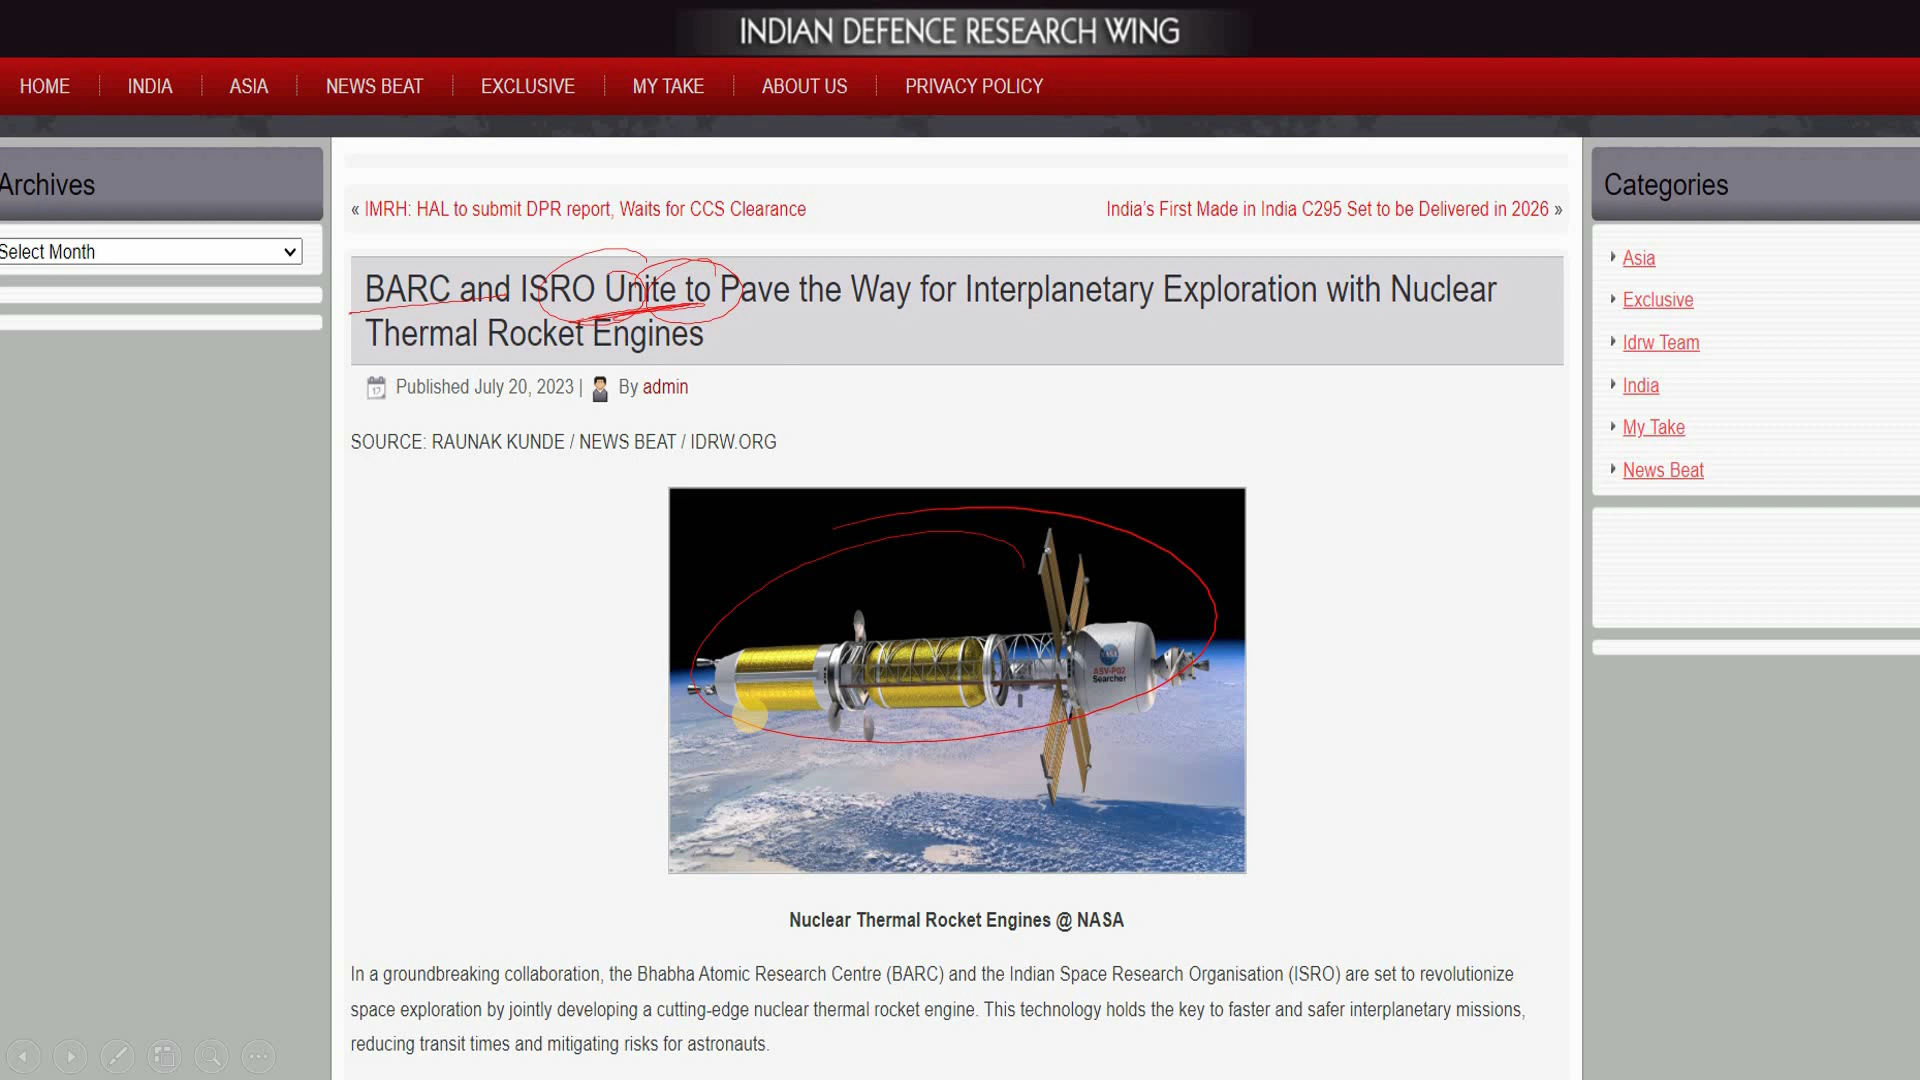 INDIAN DEFENCE RESEARCH WING
HOME
INDIA
ASIA
NEWS BEAT
EXCLUSIVE
MY TAKE
ABOUT US
PRIVACY POLICY
Archives
Select Month
« IMRH: HAL to submit DPR report, Waits for CCS Clearance
India’s First Made in India C295 Set to be Delivered in 2026 »
BARC and ISRO Unite to Pave the Way for Interplanetary Exploration with Nuclear
Thermal Rocket Engines
Published July 20, 2023 | By admin
SOURCE: RAUNAK KUNDE / NEWS BEAT / IDRW.ORG
NASA
ASV-P02
Searcher
Nuclear Thermal Rocket Engines @ NASA
In a groundbreaking collaboration, the Bhabha Atomic Research Centre (BARC) and the Indian Space Research Organisation (ISRO) are set to revolutionize
space exploration by jointly developing a cutting-edge nuclear thermal rocket engine. This technology holds the key to faster and safer interplanetary missions,
reducing transit times and mitigating risks for astronauts.
Categories
Asia
Exclusive
Idrw Team
India
My Take
News Beat